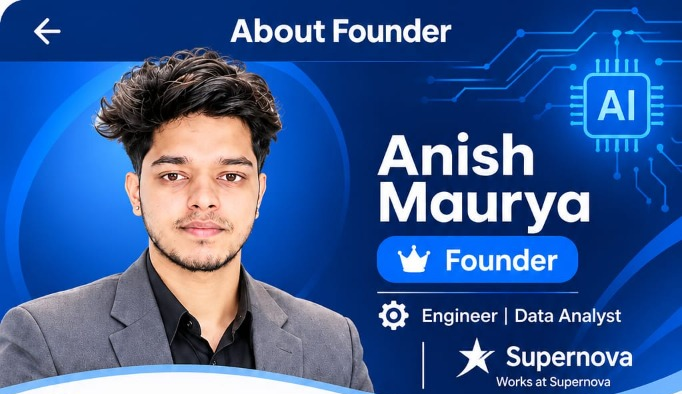 About Founder
AI
Anish
Maurya
Founder
Engineer | Data Analyst
Supernova
Works at Supernova